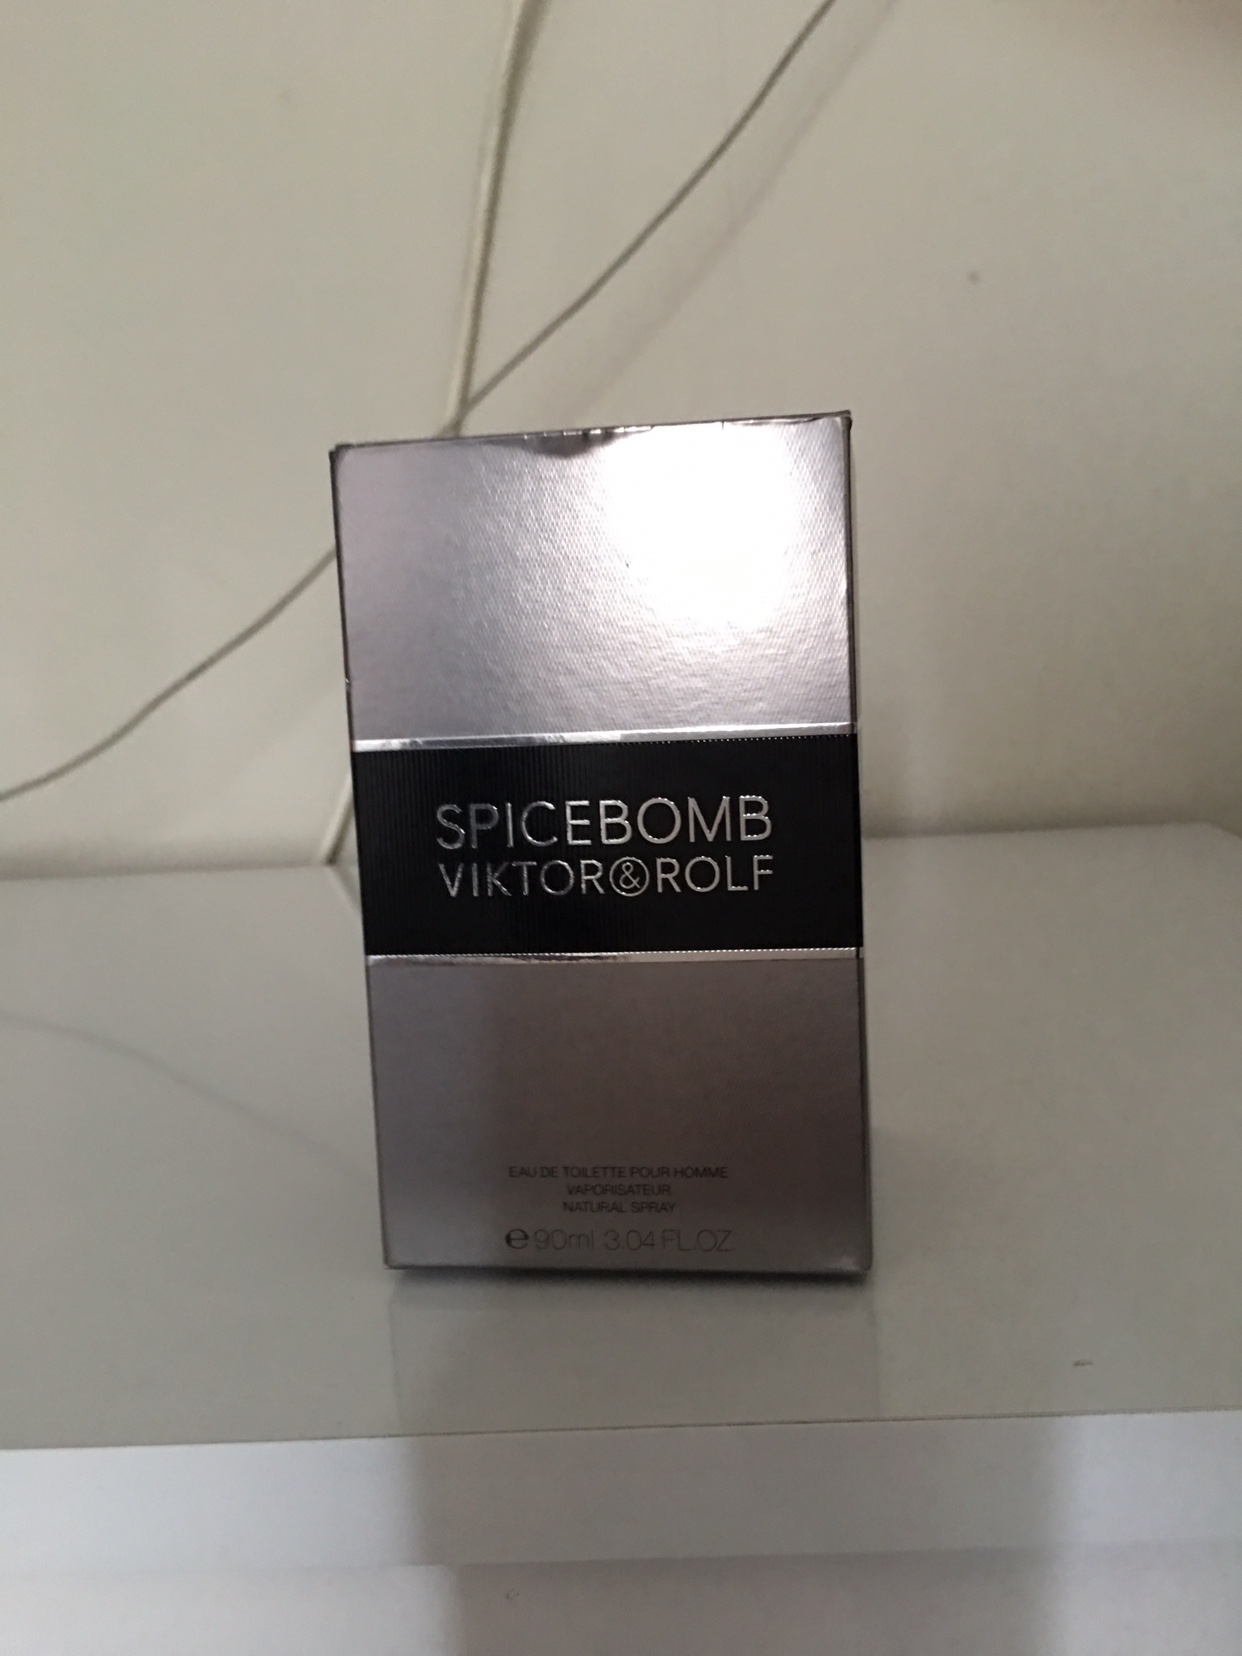 SPICEBOMB
VIKTOR&ROLF
EAU DE TOILETTE POUR HOMME
VAPORISATEUR
NATURAL SPRAY
℮ 90ml 3.04 FL.OZ